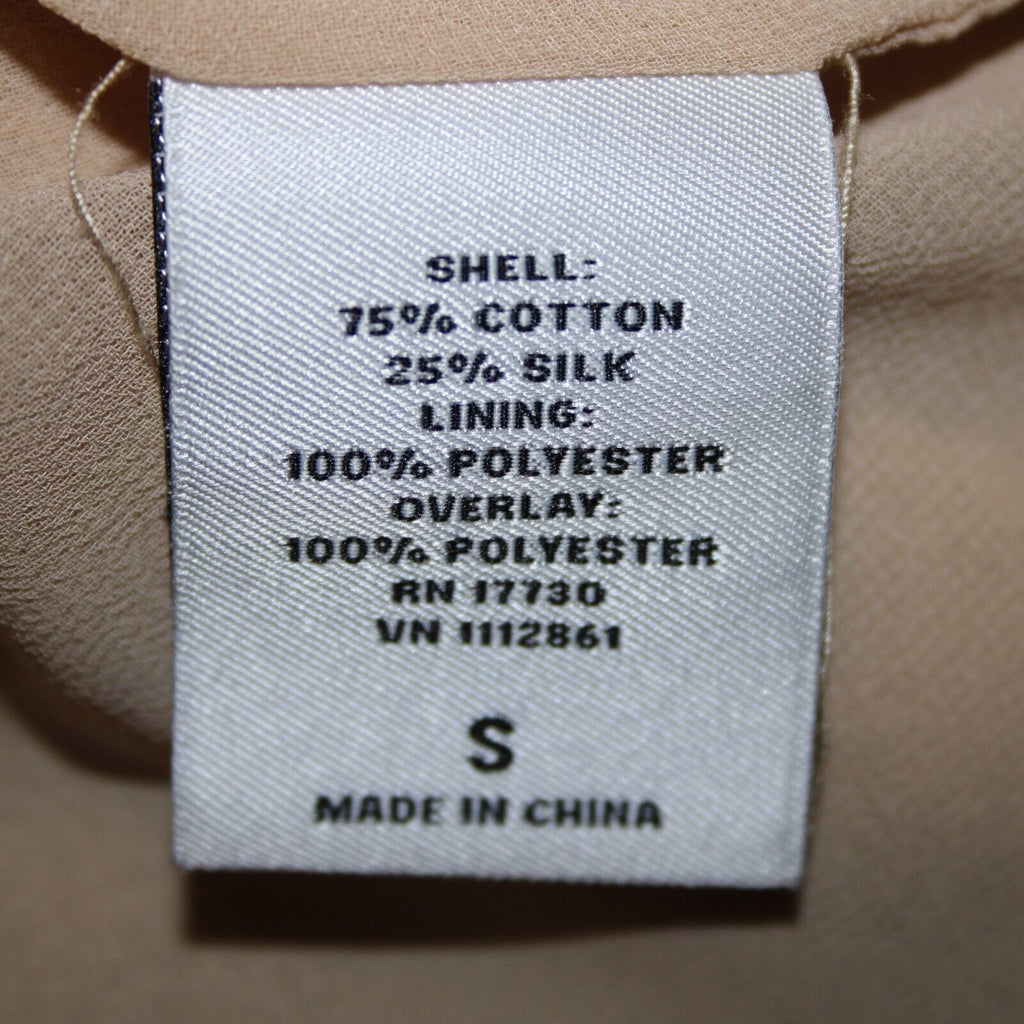 SHELL:
75% COTTON
25% SILK
LINING:
100% POLYESTER
OVERLAY:
100% POLYESTER
RN 17730
VN 1112861
S
MADE IN CHINA